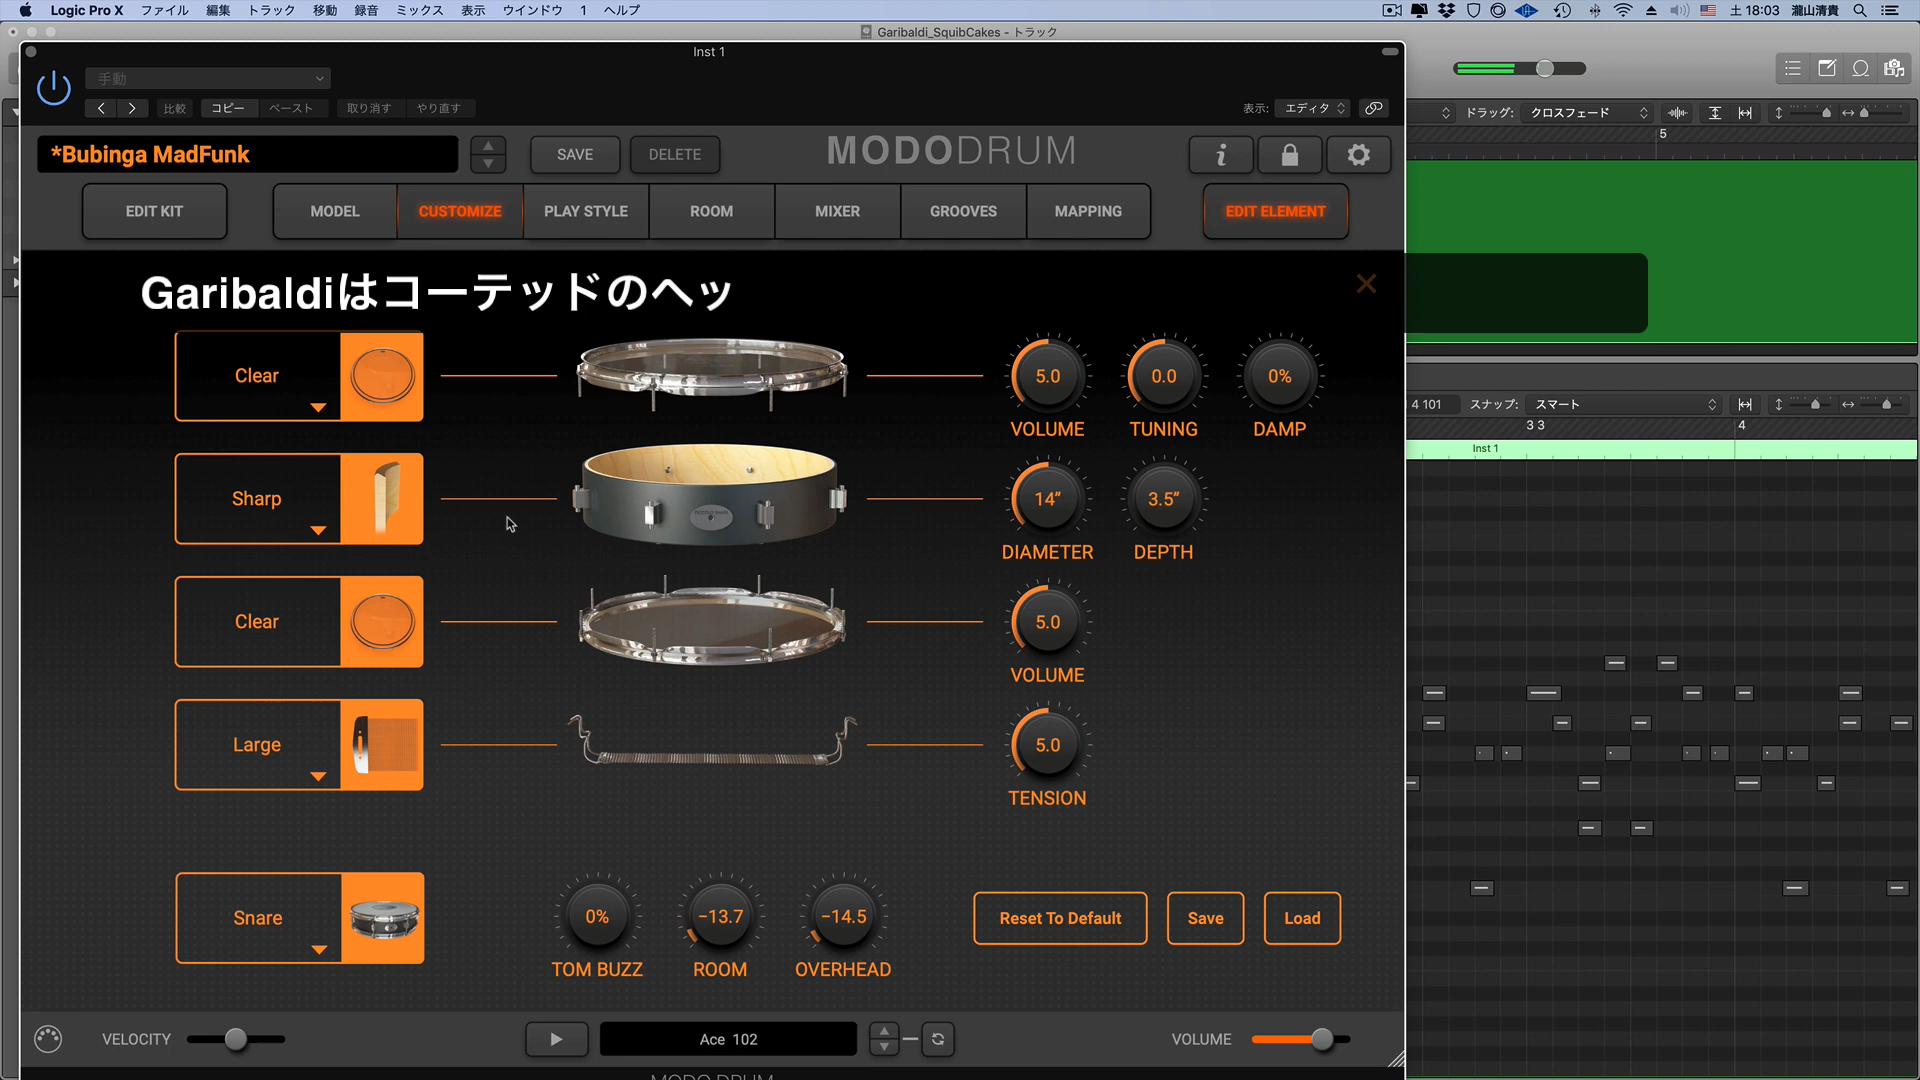 Logic Pro X ファイル 編集 トラック 移動 録音 ミックス 表示 ウインドウ 1 ヘルプ
土 18:03 瀧山清貴
Garibaldi_SquibCakes - トラック
Inst 1
手動
比較 コピー ペースト 取り消す やり直す
表示: エディタ
ドラッグ: クロスフェード
*Bubinga MadFunk
SAVE DELETE
MODODRUM
5
EDIT KIT MODEL CUSTOMIZE PLAY STYLE ROOM MIXER GROOVES MAPPING EDIT ELEMENT
Garibaldiはコーテッドのヘッ
Clear
5.0 0.0 0%
VOLUME TUNING DAMP
4 101 スナップ: スマート
3 3 4
Inst 1
Sharp
14” 3.5”
DIAMETER DEPTH
Clear
5.0
VOLUME
Large
5.0
TENSION
Snare
0% −13.7 −14.5
TOM BUZZ ROOM OVERHEAD
Reset To Default Save Load
VELOCITY
Ace 102
VOLUME
MODO DRUM